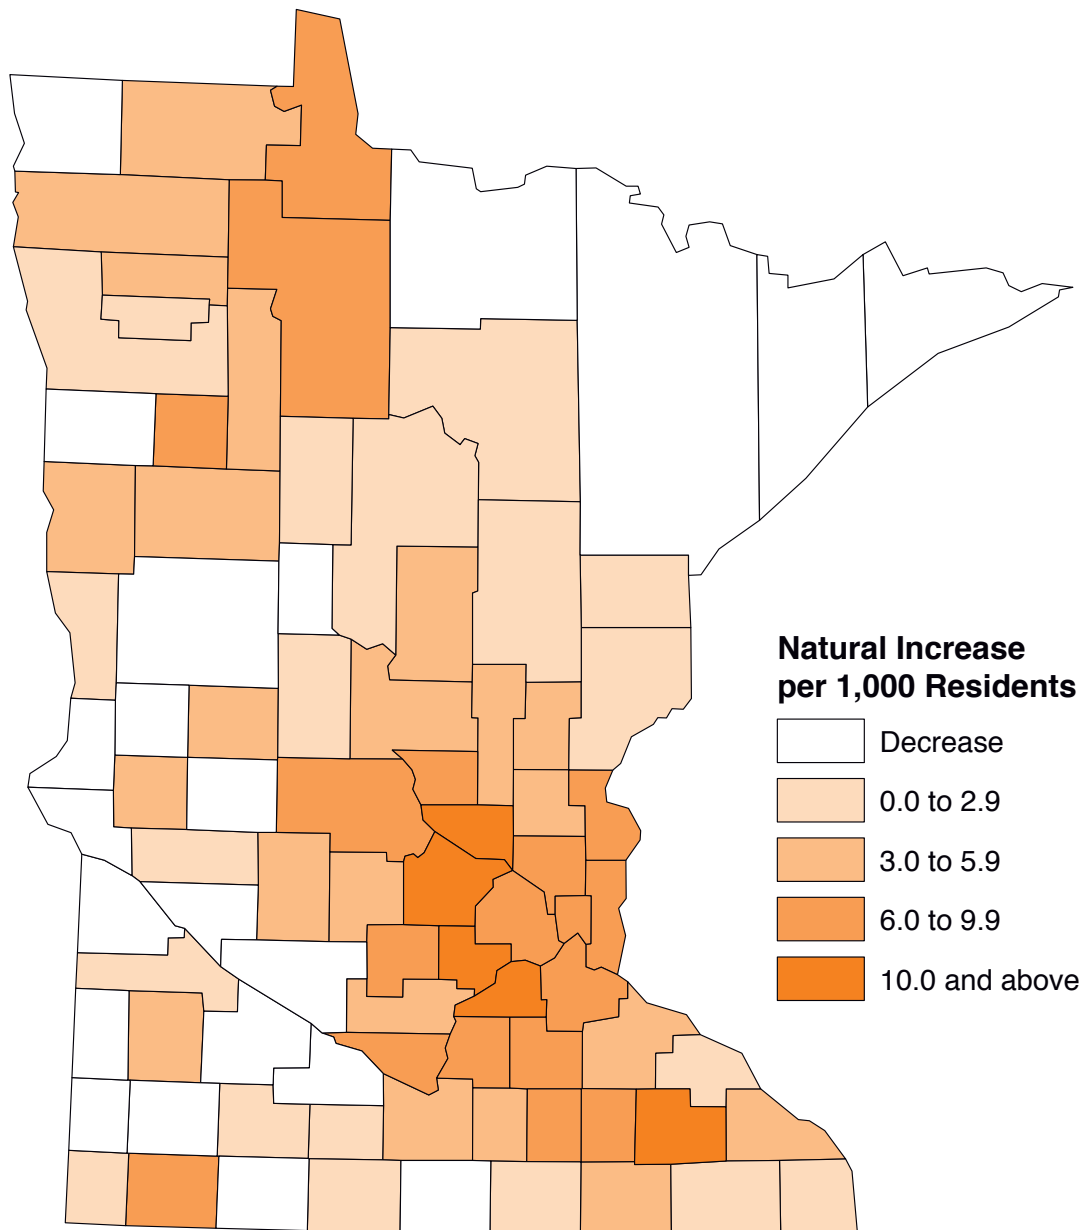 Natural Increase
per 1,000 Residents
Decrease
0.0 to 2.9
3.0 to 5.9
6.0 to 9.9
10.0 and above